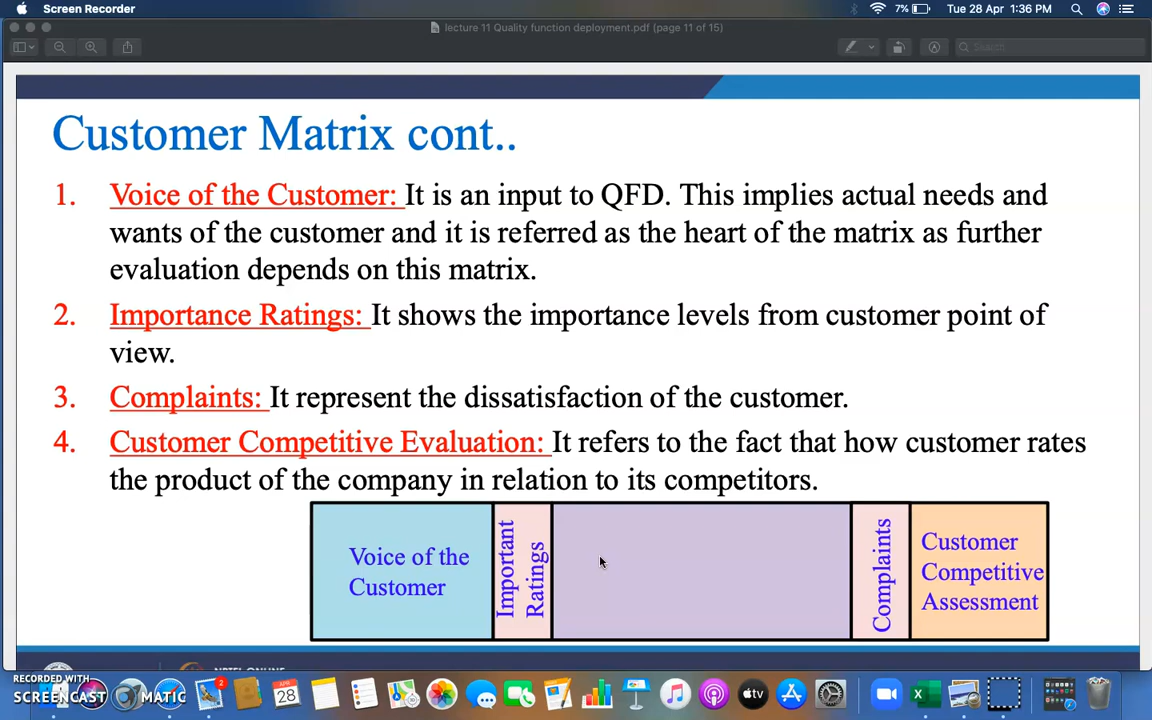 Screen Recorder
7%
Tue 28 Apr 1:36 PM
lecture 11 Quality function deployment.pdf (page 11 of 15)
Search
Customer Matrix cont..
1. Voice of the Customer: It is an input to QFD. This implies actual needs and
wants of the customer and it is referred as the heart of the matrix as further
evaluation depends on this matrix.
2. Importance Ratings: It shows the importance levels from customer point of
view.
3. Complaints: It represent the dissatisfaction of the customer.
4. Customer Competitive Evaluation: It refers to the fact that how customer rates
the product of the company in relation to its competitors.
Voice of the
Customer
Important
Ratings
Complaints
Customer
Competitive
Assessment
NPTEL ONLINE
RECORDED WITH
SCREENCAST MATIC
APR
28
2
tv
X